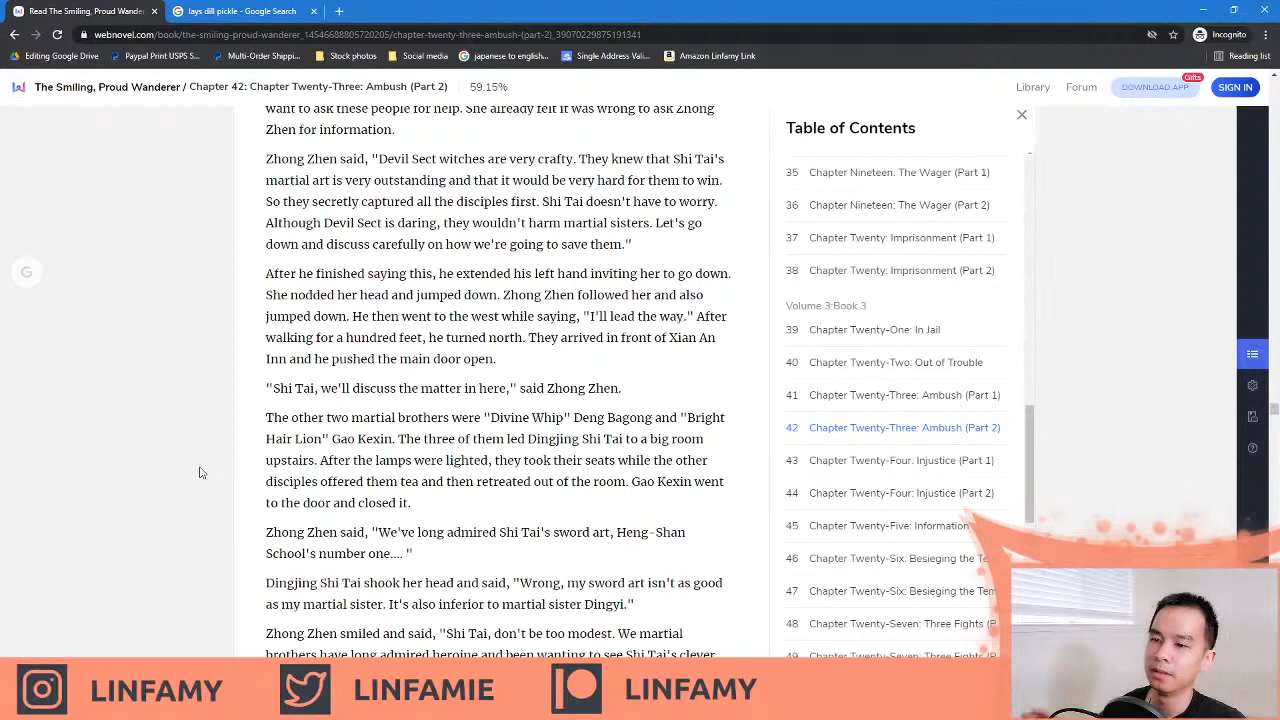 Read The Smiling, Proud Wande
lays dill pickle - Google Search
webnovel.com/book/the-smiling-proud-wanderer_14546688805720205/chapter-twenty-three-ambush-(part-2)_39070229875191341
Incognito
Editing Google Drive
Paypal Print USPS S...
Multi-Order Shippi...
Stock photos
Social media
japanese to english...
Single Address Vali...
Amazon Linfamy Link
Reading list
The Smiling, Proud Wanderer / Chapter 42: Chapter Twenty-Three: Ambush (Part 2)
59.15%
Library
Forum
DOWNLOAD APP
Gifts
SIGN IN
want to ask these people for help. She already felt it was wrong to ask Zhong
Zhen for information.
Zhong Zhen said, "Devil Sect witches are very crafty. They knew that Shi Tai's
martial art is very outstanding and that it would be very hard for them to win.
So they secretly captured all the disciples first. Shi Tai doesn't have to worry.
Although Devil Sect is daring, they wouldn't harm martial sisters. Let's go
down and discuss carefully on how we're going to save them."
After he finished saying this, he extended his left hand inviting her to go down.
She nodded her head and jumped down. Zhong Zhen followed her and also
jumped down. He then went to the west while saying, "I'll lead the way." After
walking for a hundred feet, he turned north. They arrived in front of Xian An
Inn and he pushed the main door open.
"Shi Tai, we'll discuss the matter in here," said Zhong Zhen.
The other two martial brothers were "Divine Whip" Deng Bagong and "Bright
Hair Lion" Gao Kexin. The three of them led Dingjing Shi Tai to a big room
upstairs. After the lamps were lighted, they took their seats while the other
disciples offered them tea and then retreated out of the room. Gao Kexin went
to the door and closed it.
Zhong Zhen said, "We've long admired Shi Tai's sword art, Heng-Shan
School's number one.... "
Dingjing Shi Tai shook her head and said, "Wrong, my sword art isn't as good
as my martial sister. It's also inferior to martial sister Dingyi."
Zhong Zhen smiled and said, "Shi Tai, don't be too modest. We martial
brothers have long admired heroine and been wanting to see Shi Tai's clever
Table of Contents
35 Chapter Nineteen: The Wager (Part 1)
36 Chapter Nineteen: The Wager (Part 2)
37 Chapter Twenty: Imprisonment (Part 1)
38 Chapter Twenty: Imprisonment (Part 2)
Volume 3:Book 3
39 Chapter Twenty-One: In Jail
40 Chapter Twenty-Two: Out of Trouble
41 Chapter Twenty-Three: Ambush (Part 1)
42 Chapter Twenty-Three: Ambush (Part 2)
43 Chapter Twenty-Four: Injustice (Part 1)
44 Chapter Twenty-Four: Injustice (Part 2)
45 Chapter Twenty-Five: Information
46 Chapter Twenty-Six: Besieging the Te
47 Chapter Twenty-Six: Besieging the Tem
48 Chapter Twenty-Seven: Three Fights (P
49 Chapter Twenty-Seven: Three Fights (P
G
LINFAMY
LINFAMIE
LINFAMY